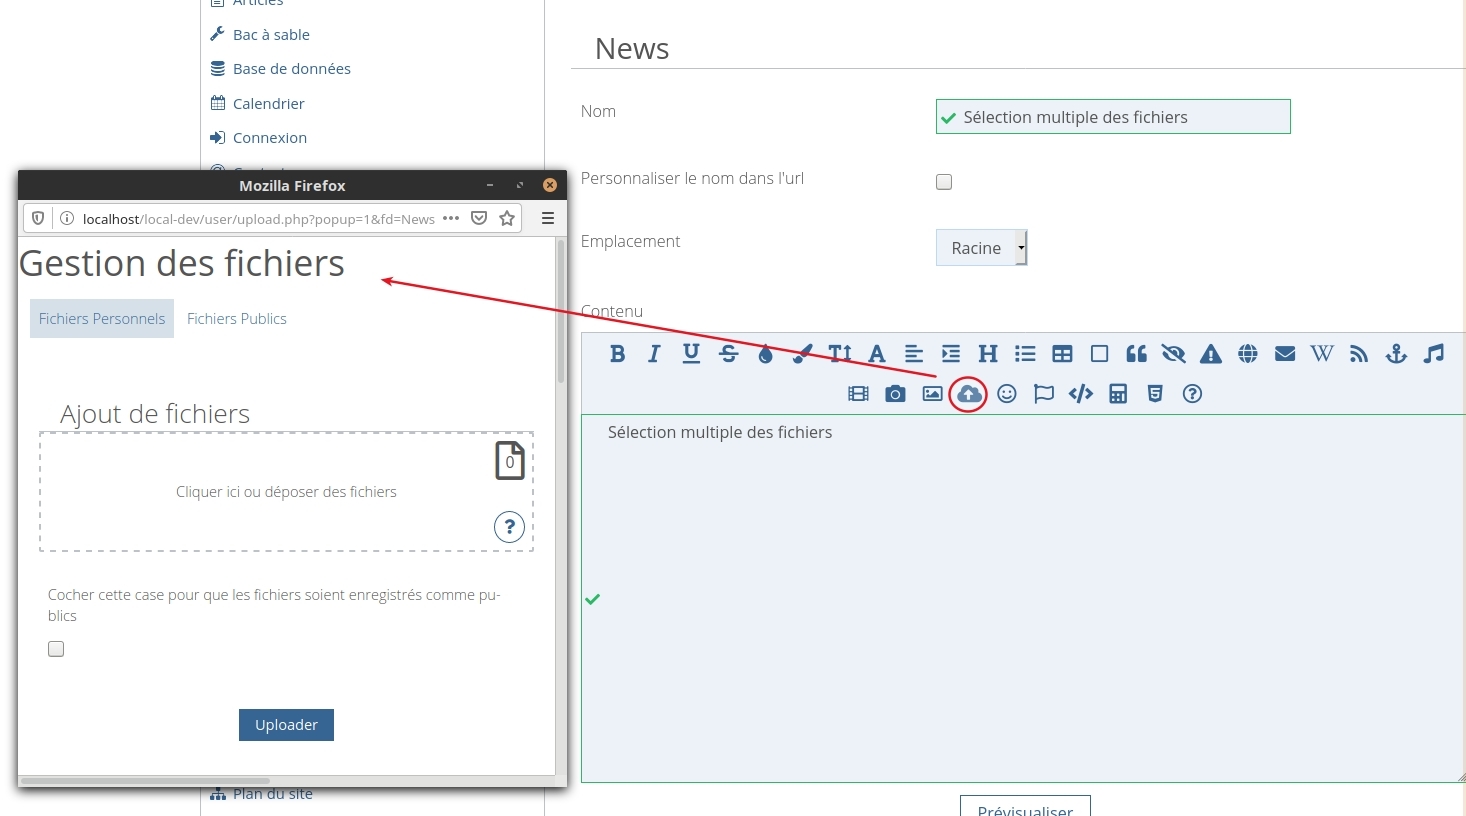 Articles
Bac à sable
Base de données
Calendrier
Connexion
Plan du site
Mozilla Firefox
localhost/local-dev/user/upload.php?popup=1&fd=News
Gestion des fichiers
Fichiers Personnels Fichiers Publics
Ajout de fichiers
0
Cliquer ici ou déposer des fichiers
?
Cocher cette case pour que les fichiers soient enregistrés comme pu-
blics
Uploader
News
Nom
Sélection multiple des fichiers
Personnaliser le nom dans l'url
Emplacement
Racine
Contenu
Sélection multiple des fichiers
Prévisualiser